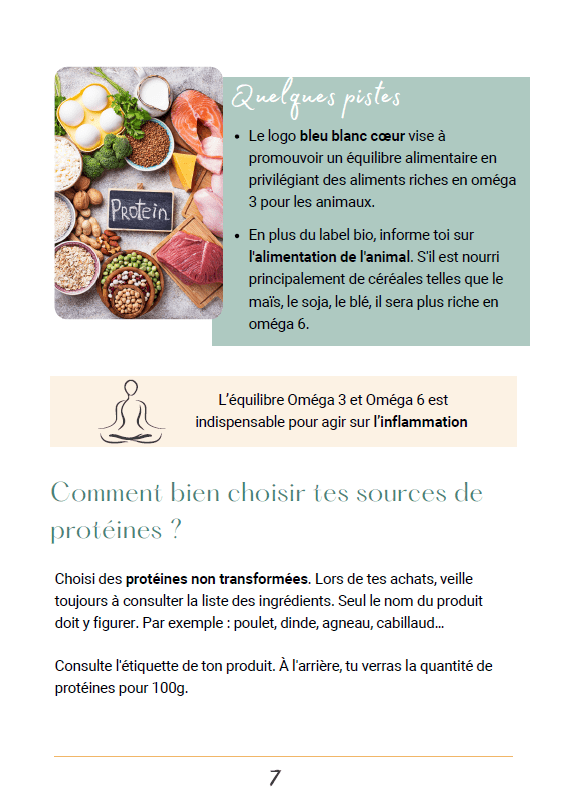 Protein
Quelques pistes
• Le logo bleu blanc cœur vise à
promouvoir un équilibre alimentaire en
privilégiant des aliments riches en oméga
3 pour les animaux.
• En plus du label bio, informe toi sur
l'alimentation de l'animal. S'il est nourri
principalement de céréales telles que le
maïs, le soja, le blé, il sera plus riche en
oméga 6.
L'équilibre Oméga 3 et Oméga 6 est
indispensable pour agir sur l'inflammation
Comment bien choisir tes sources de
protéines ?
Choisi des protéines non transformées. Lors de tes achats, veille
toujours à consulter la liste des ingrédients. Seul le nom du produit
doit y figurer. Par exemple : poulet, dinde, agneau, cabillaud…
Consulte l'étiquette de ton produit. À l'arrière, tu verras la quantité de
protéines pour 100g.
7